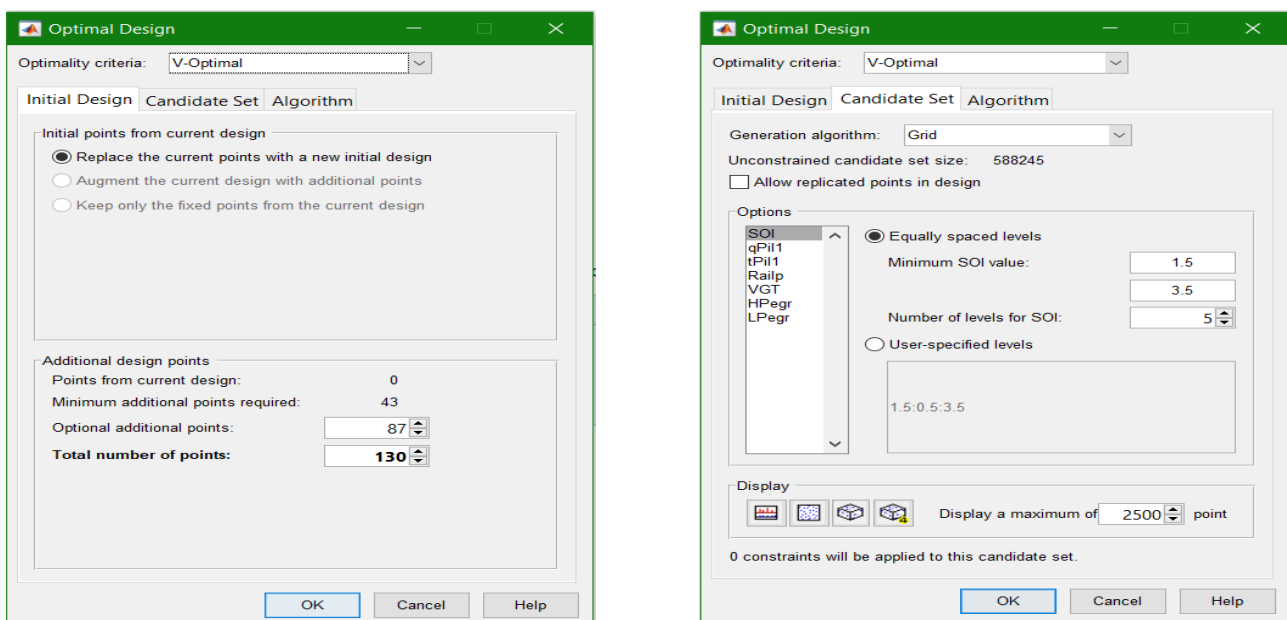 Optimal Design
Optimality criteria: V-Optimal
Initial Design Candidate Set Algorithm
Initial points from current design
Replace the current points with a new initial design
Augment the current design with additional points
Keep only the fixed points from the current design
Additional design points
Points from current design: 0
Minimum additional points required: 43
Optional additional points: 87
Total number of points: 130
OK Cancel Help
Optimal Design
Optimality criteria: V-Optimal
Initial Design Candidate Set Algorithm
Generation algorithm: Grid
Unconstrained candidate set size: 588245
Allow replicated points in design
Options
SOI
qPil1
tPil1
Railp
VGT
HPegr
LPegr
Equally spaced levels
Minimum SOI value: 1.5
3.5
Number of levels for SOI: 5
User-specified levels
1.5:0.5:3.5
Display
4
Display a maximum of 2500 point
0 constraints will be applied to this candidate set.
OK Cancel Help